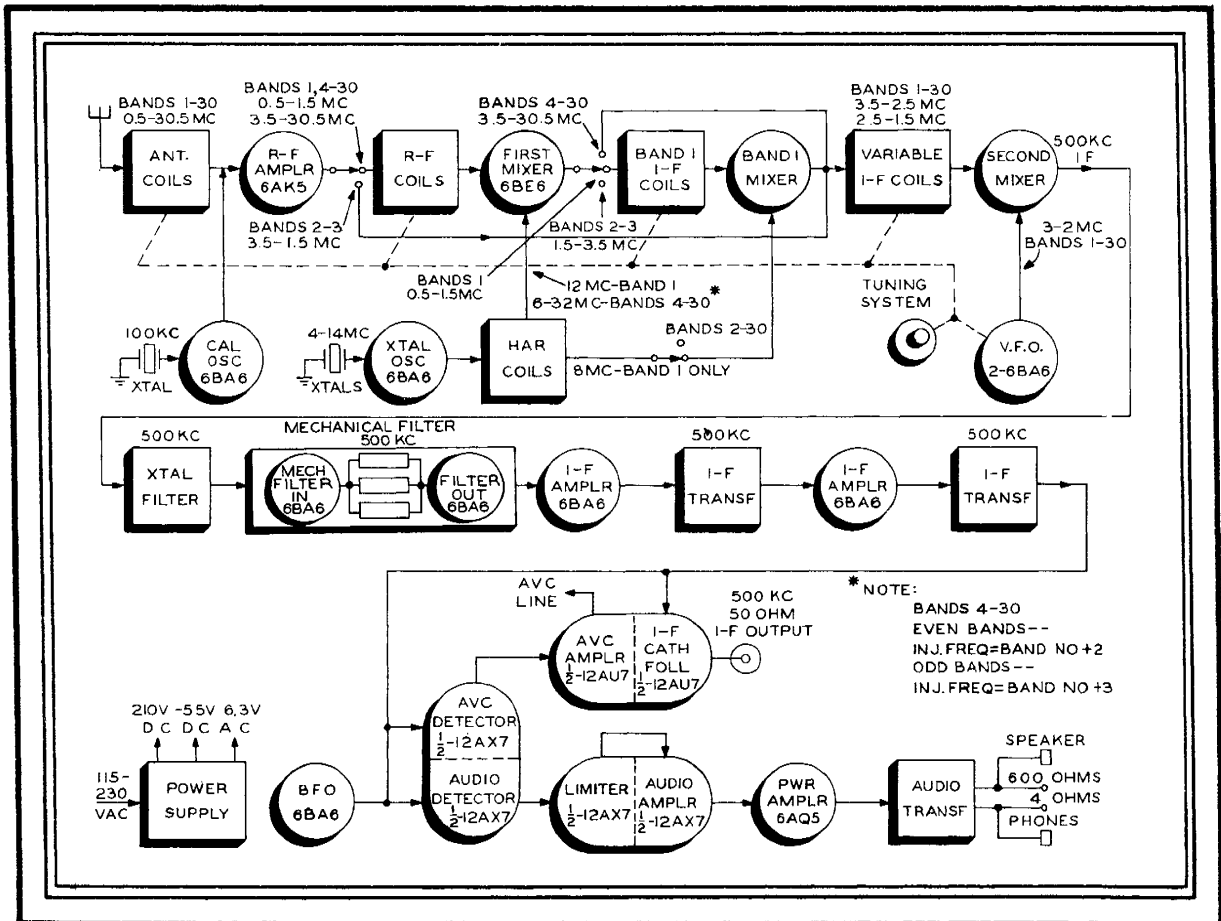 BANDS 1-30
0.5-30.5 MC
BANDS 1,4-30
0.5-1.5 MC
3.5-30.5 MC
BANDS 4-30
3.5-30.5 MC
BANDS 1-30
3.5-2.5 MC
2.5-1.5 MC
500KC
IF
ANT.
COILS
R-F
AMPLR
6AK5
R-F
COILS
FIRST
MIXER
6BE6
BAND I
I-F
COILS
BAND I
MIXER
VARIABLE
I-F COILS
SECOND
MIXER
BANDS 2-3
3.5-1.5 MC
BANDS 2-3
1.5-3.5 MC
BANDS 1
0.5-1.5MC
3-2MC
BANDS 1-30
12 MC-BAND I
6-32MC-BANDS 4-30*
TUNING
SYSTEM
100KC
XTAL
CAL
OSC
6BA6
4-14MC
XTALS
XTAL
OSC
6BA6
HAR
COILS
BANDS 2-30
8MC-BAND I ONLY
V.F.O.
2-6BA6
500KC
XTAL
FILTER
MECHANICAL FILTER
500 KC
MECH
FILTER
IN
6BA6
FILTER
OUT
6BA6
I-F
AMPLR
6BA6
500KC
I-F
TRANSF
I-F
AMPLR
6BA6
500 KC
I-F
TRANSF
AVC
LINE
AVC
AMPLR
½-12AU7
I-F
CATH
FOLL
½-12AU7
500 KC
50 OHM
I-F OUTPUT
*NOTE:
BANDS 4-30
EVEN BANDS--
INJ.FREQ=BAND NO+2
ODD BANDS--
INJ.FREQ=BAND NO+3
210V -55V 6.3V
DC DC AC
115-
230
VAC
POWER
SUPPLY
BFO
6BA6
AVC
DETECTOR
½-12AX7
AUDIO
DETECTOR
½-12AX7
LIMITER
½-12AX7
AUDIO
AMPLR
½-12AX7
PWR
AMPLR
6AQ5
AUDIO
TRANSF
SPEAKER
600 OHMS
4 OHMS
PHONES